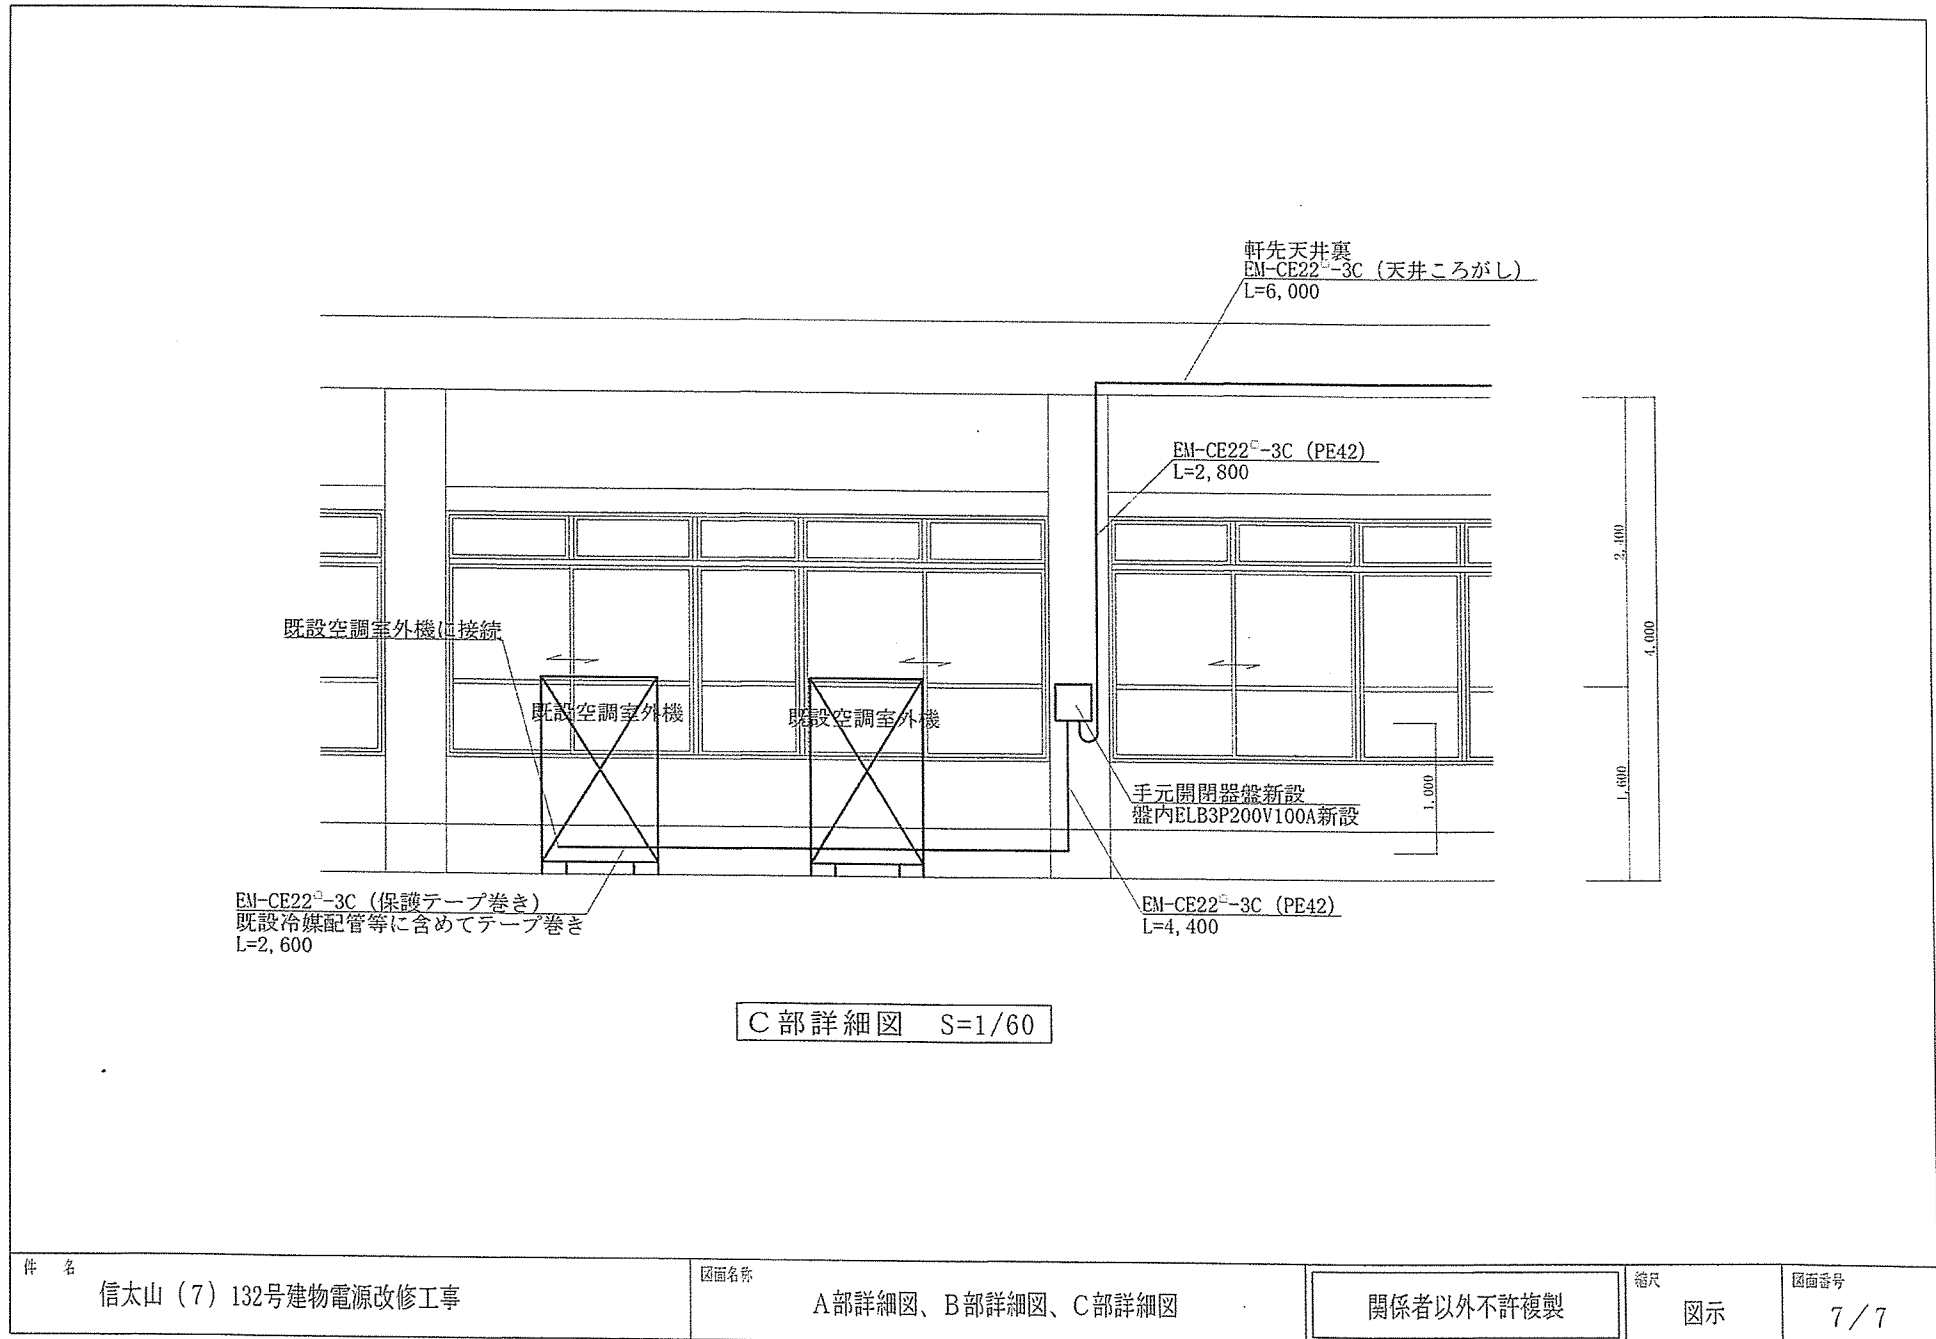 軒先天井裏
EM-CE22□-3C (天井ころがし)
L=6,000
EM-CE22□-3C (PE42)
L=2,800
2,400
4,000
既設空調室外機に接続
既設空調室外機
既設空調室外機
手元開閉器盤新設
盤内ELB3P200V100A新設
1,000
1,600
EM-CE22□-3C (保護テープ巻き)
既設冷媒配管等に含めてテープ巻き
L=2,600
EM-CE22□-3C (PE42)
L=4,400
C部詳細図 S=1/60
件 名
信太山 (7) 132号建物電源改修工事
図面名称
A部詳細図、B部詳細図、C部詳細図
関係者以外不許複製
縮尺
図示
図面番号
7/7